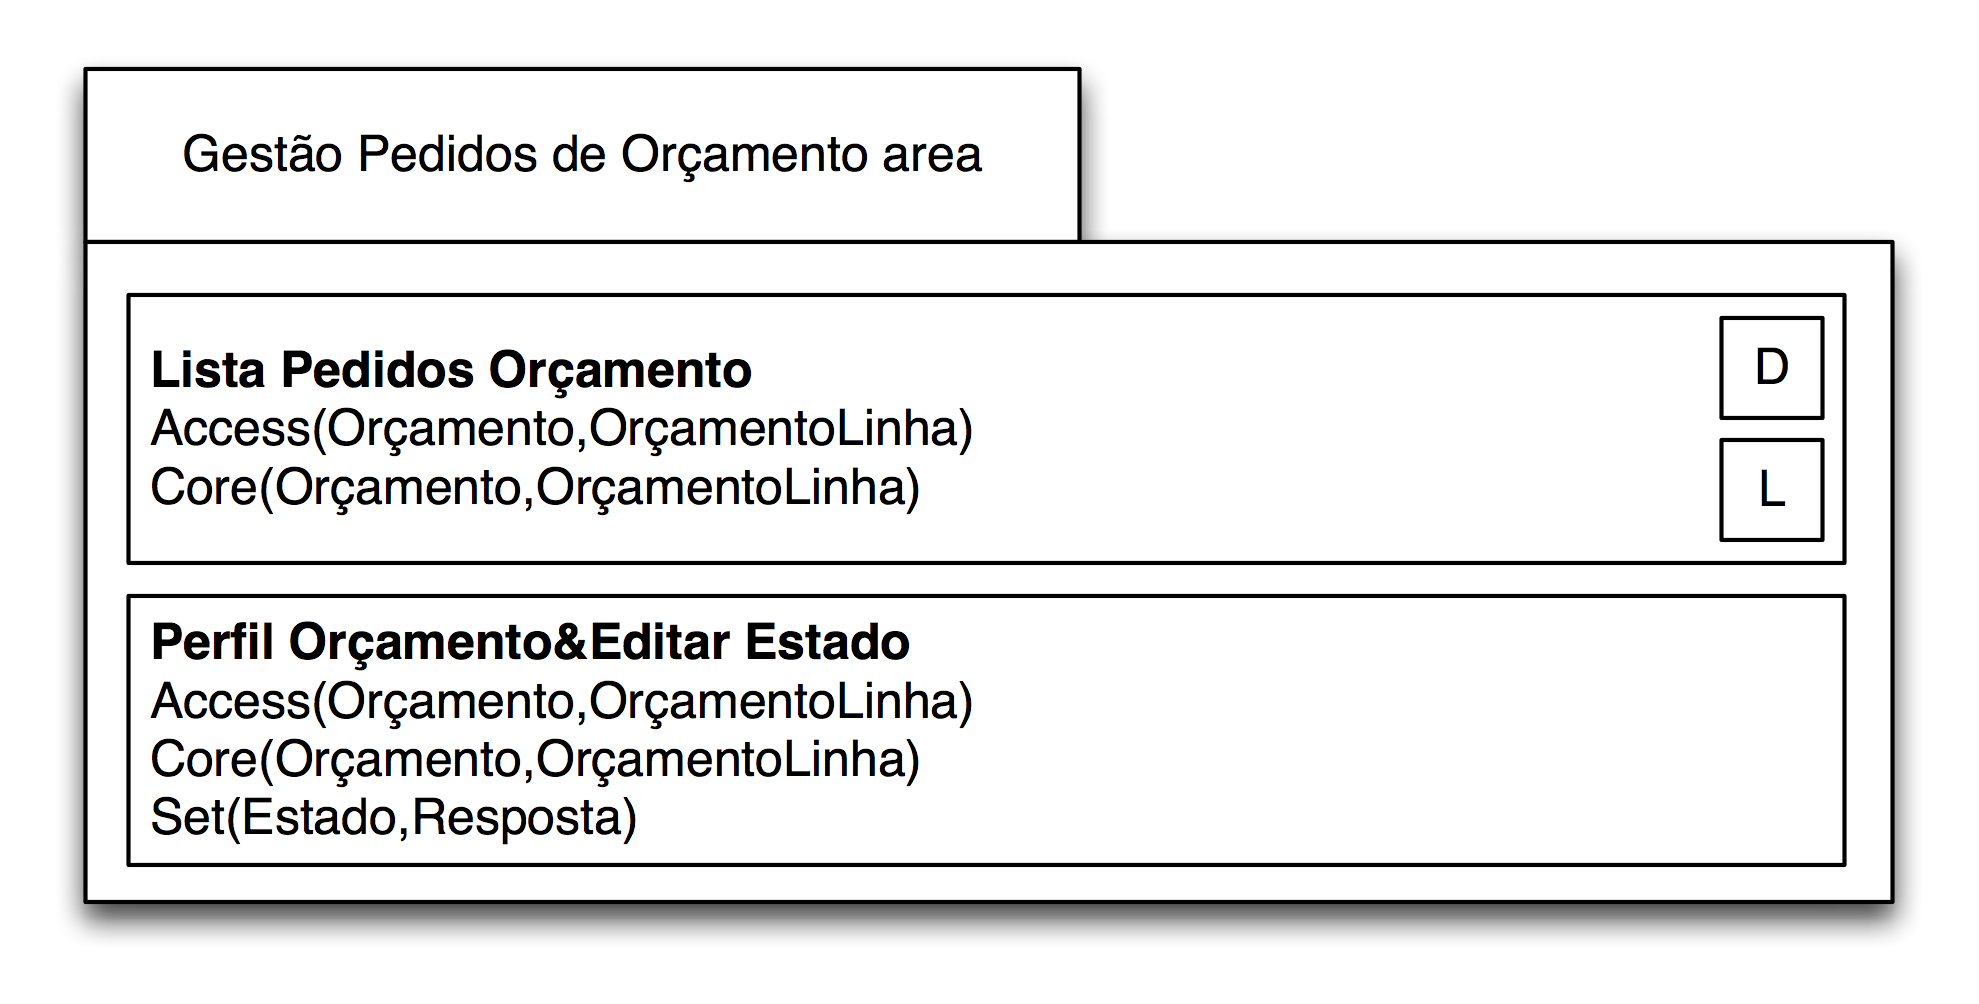 Gestão Pedidos de Orçamento area
Lista Pedidos Orçamento
Access(Orçamento,OrçamentoLinha)
Core(Orçamento,OrçamentoLinha)
D
L
Perfil Orçamento&Editar Estado
Access(Orçamento,OrçamentoLinha)
Core(Orçamento,OrçamentoLinha)
Set(Estado,Resposta)